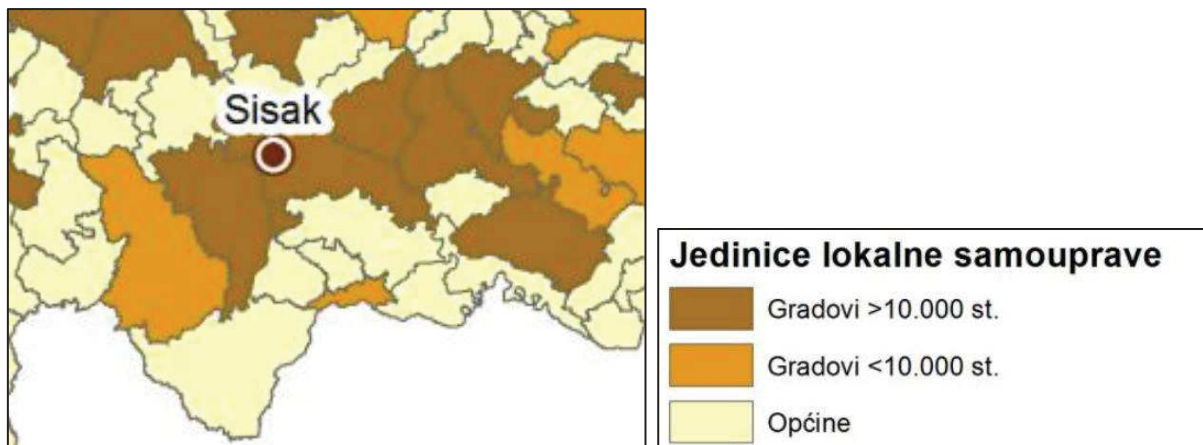 Sisak
Jedinice lokalne samouprave
Gradovi >10.000 st.
Gradovi <10.000 st.
Općine